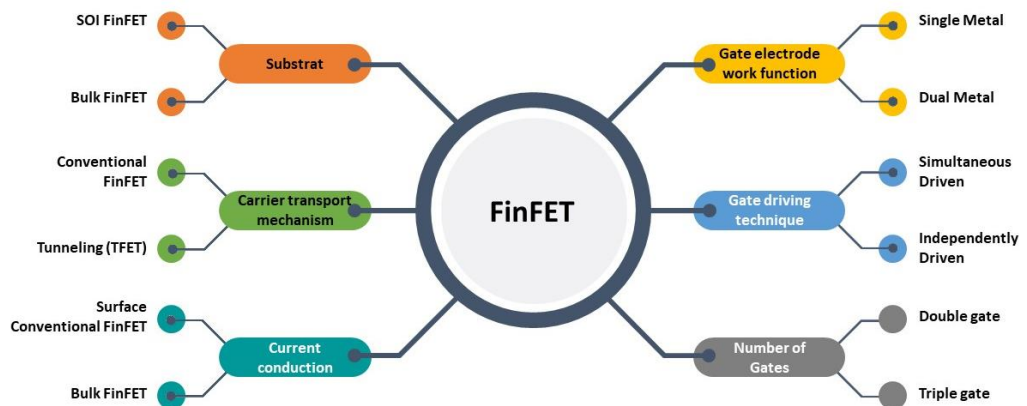 SOI FinFET
Substrat
Bulk FinFET
Conventional
FinFET
Carrier transport
mechanism
Tunneling (TFET)
Surface
Conventional FinFET
Current
conduction
Bulk FinFET
FinFET
Single Metal
Gate electrode
work function
Dual Metal
Simultaneous
Driven
Gate driving
technique
Independently
Driven
Double gate
Number of
Gates
Triple gate